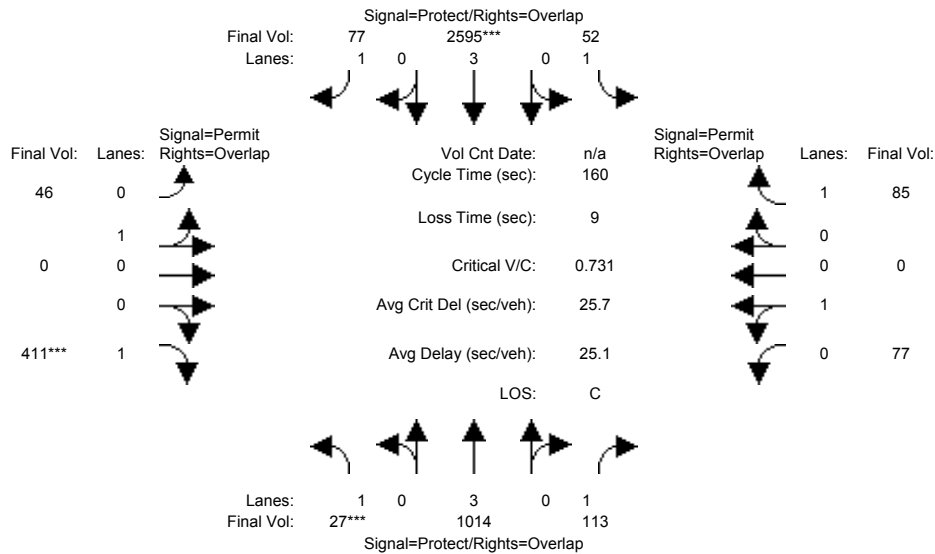 Signal=Protect/Rights=Overlap
Final Vol: 77 2595*** 52
Lanes: 1 0 3 0 1
Signal=Permit Signal=Permit
Final Vol: Lanes: Rights=Overlap Vol Cnt Date: n/a Rights=Overlap Lanes: Final Vol:
Cycle Time (sec): 160
46 0 1 85
Loss Time (sec): 9
1 0
0 0 Critical V/C: 0.731 0 0
0 Avg Crit Del (sec/veh): 25.7 1
411*** 1 Avg Delay (sec/veh): 25.1 0 77
LOS: C
Lanes: 1 0 3 0 1
Final Vol: 27*** 1014 113
Signal=Protect/Rights=Overlap